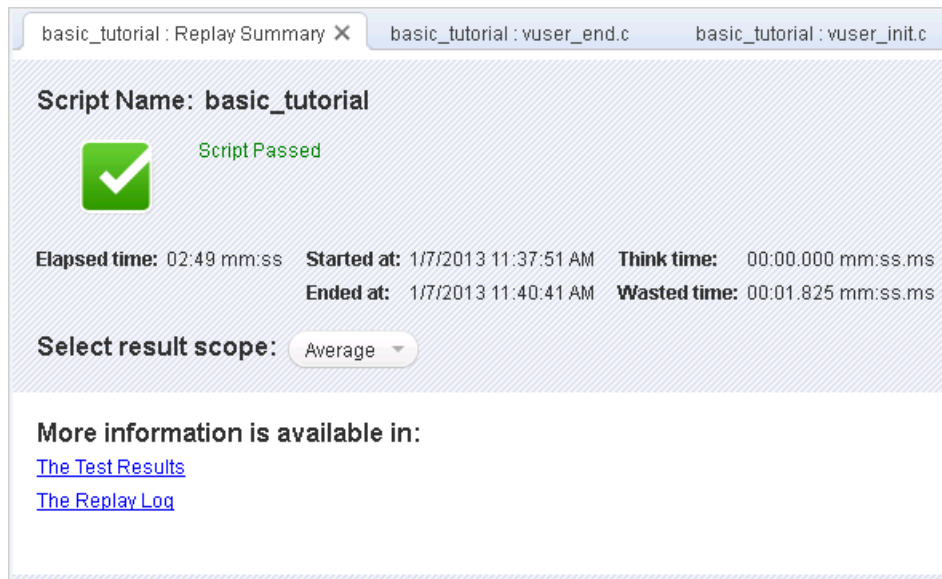 basic_tutorial : Replay Summary basic_tutorial : vuser_end.c basic_tutorial : vuser_init.c
Script Name: basic_tutorial
Script Passed
Elapsed time: 02:49 mm:ss Started at: 1/7/2013 11:37:51 AM Think time: 00:00.000 mm:ss.ms
Ended at: 1/7/2013 11:40:41 AM Wasted time: 00:01.825 mm:ss.ms
Select result scope: Average
More information is available in:
The Test Results
The Replay Log